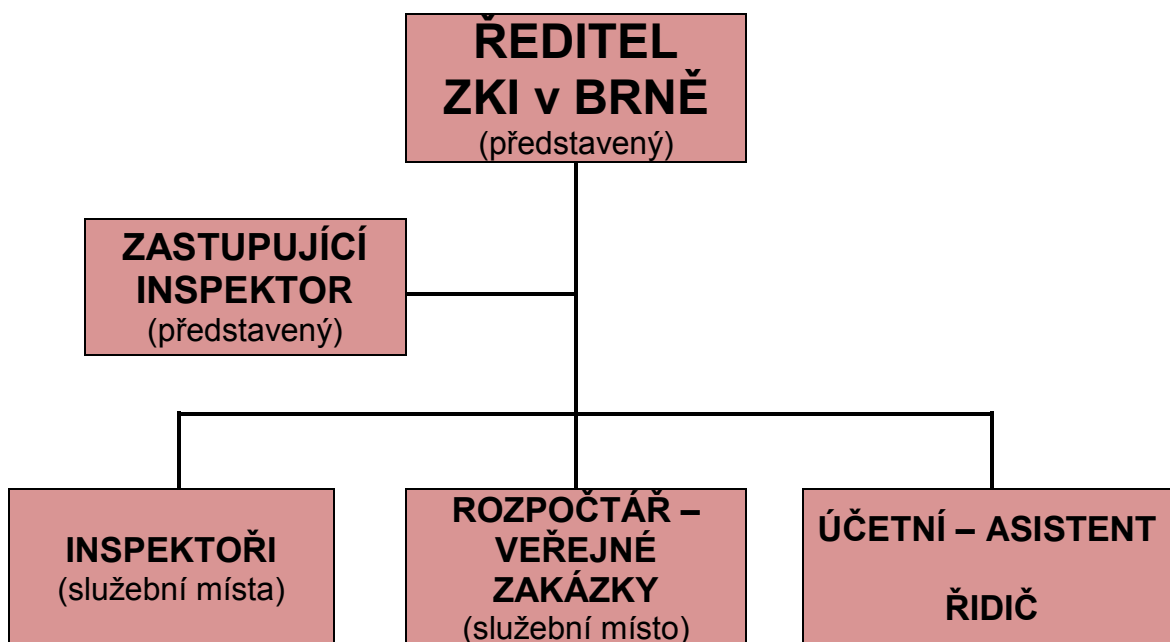 ŘEDITEL
ZKI v BRNĚ
(představený)
ZASTUPUJÍCÍ
INSPEKTOR
(představený)
INSPEKTOŘI
(služební místa)
ROZPOČTÁŘ –
VEŘEJNÉ
ZAKÁZKY
(služební místo)
ÚČETNÍ – ASISTENT
ŘIDIČ